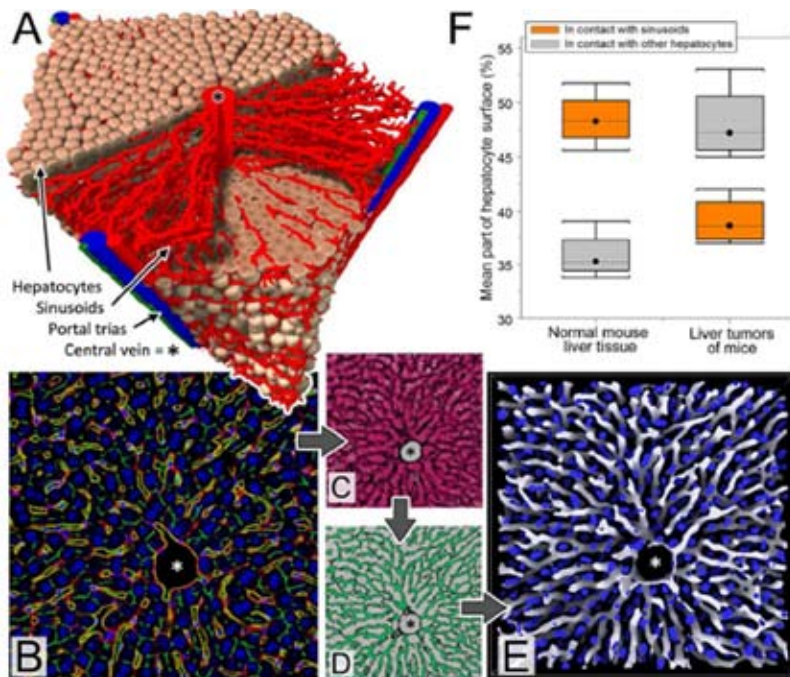 A
*
Hepatocytes
Sinusoids
Portal trias
Central vein = *
F
In contact with sinusoids
In contact with other hepatocytes
Mean part of hepatocyte surface (%)
55
50
45
40
35
30
Normal mouse
liver tissue
Liver tumors
of mice
*
B
*
C
*
D
*
E